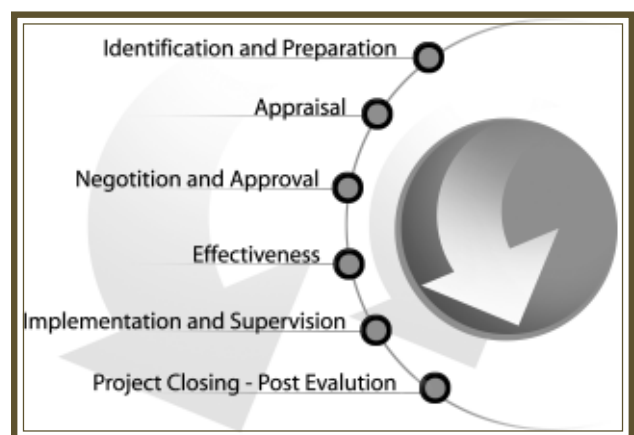 Identification and Preparation
Appraisal
Negotition and Approval
Effectiveness
Implementation and Supervision
Project Closing - Post Evalution